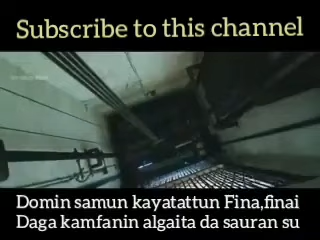 Subscribe to this channel
Domin samun kayatattun Fina,finai
Daga kamfanin algaita da sauran su